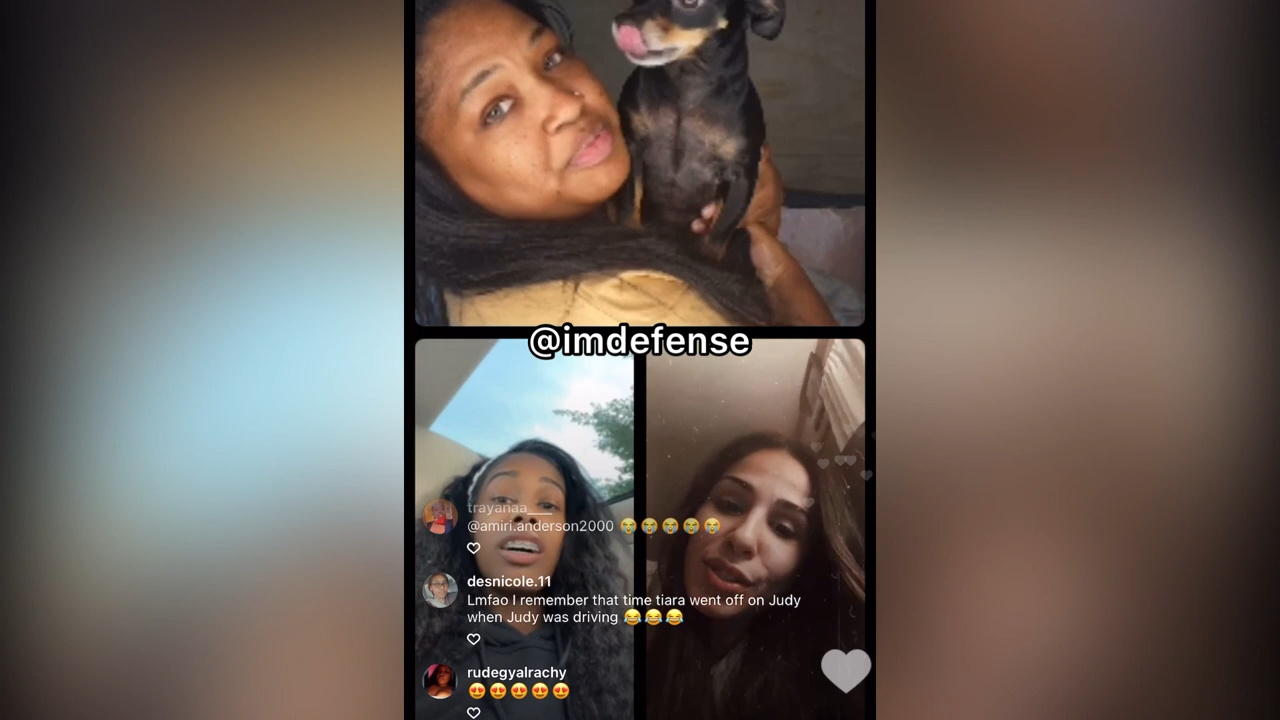 @imdefense
trayanaa___
@amiri.anderson2000 😭😭😭😭😭
desnicole.11
Lmfao I remember that time tiara went off on Judy
when Judy was driving 😂😂😂
rudegyalrachy
😍😍😍😍😍